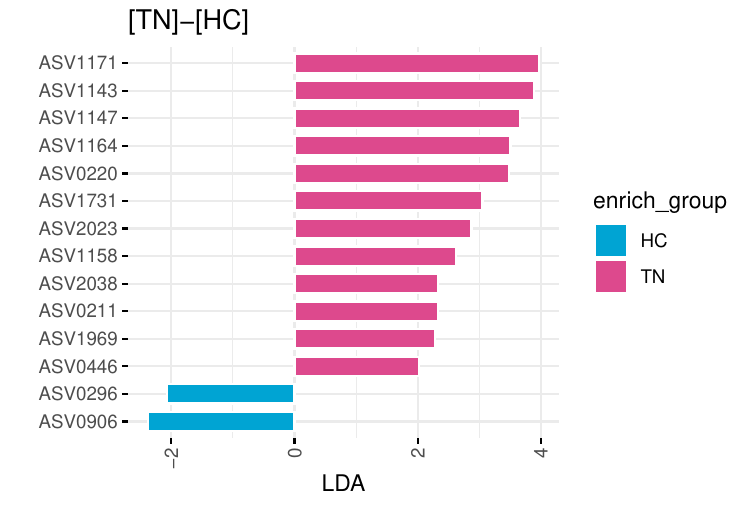 [TN]−[HC]
ASV1171
ASV1143
ASV1147
ASV1164
ASV0220
ASV1731
ASV2023
ASV1158
ASV2038
ASV0211
ASV1969
ASV0446
ASV0296
ASV0906
−2
0
2
4
LDA
enrich_group
HC
TN